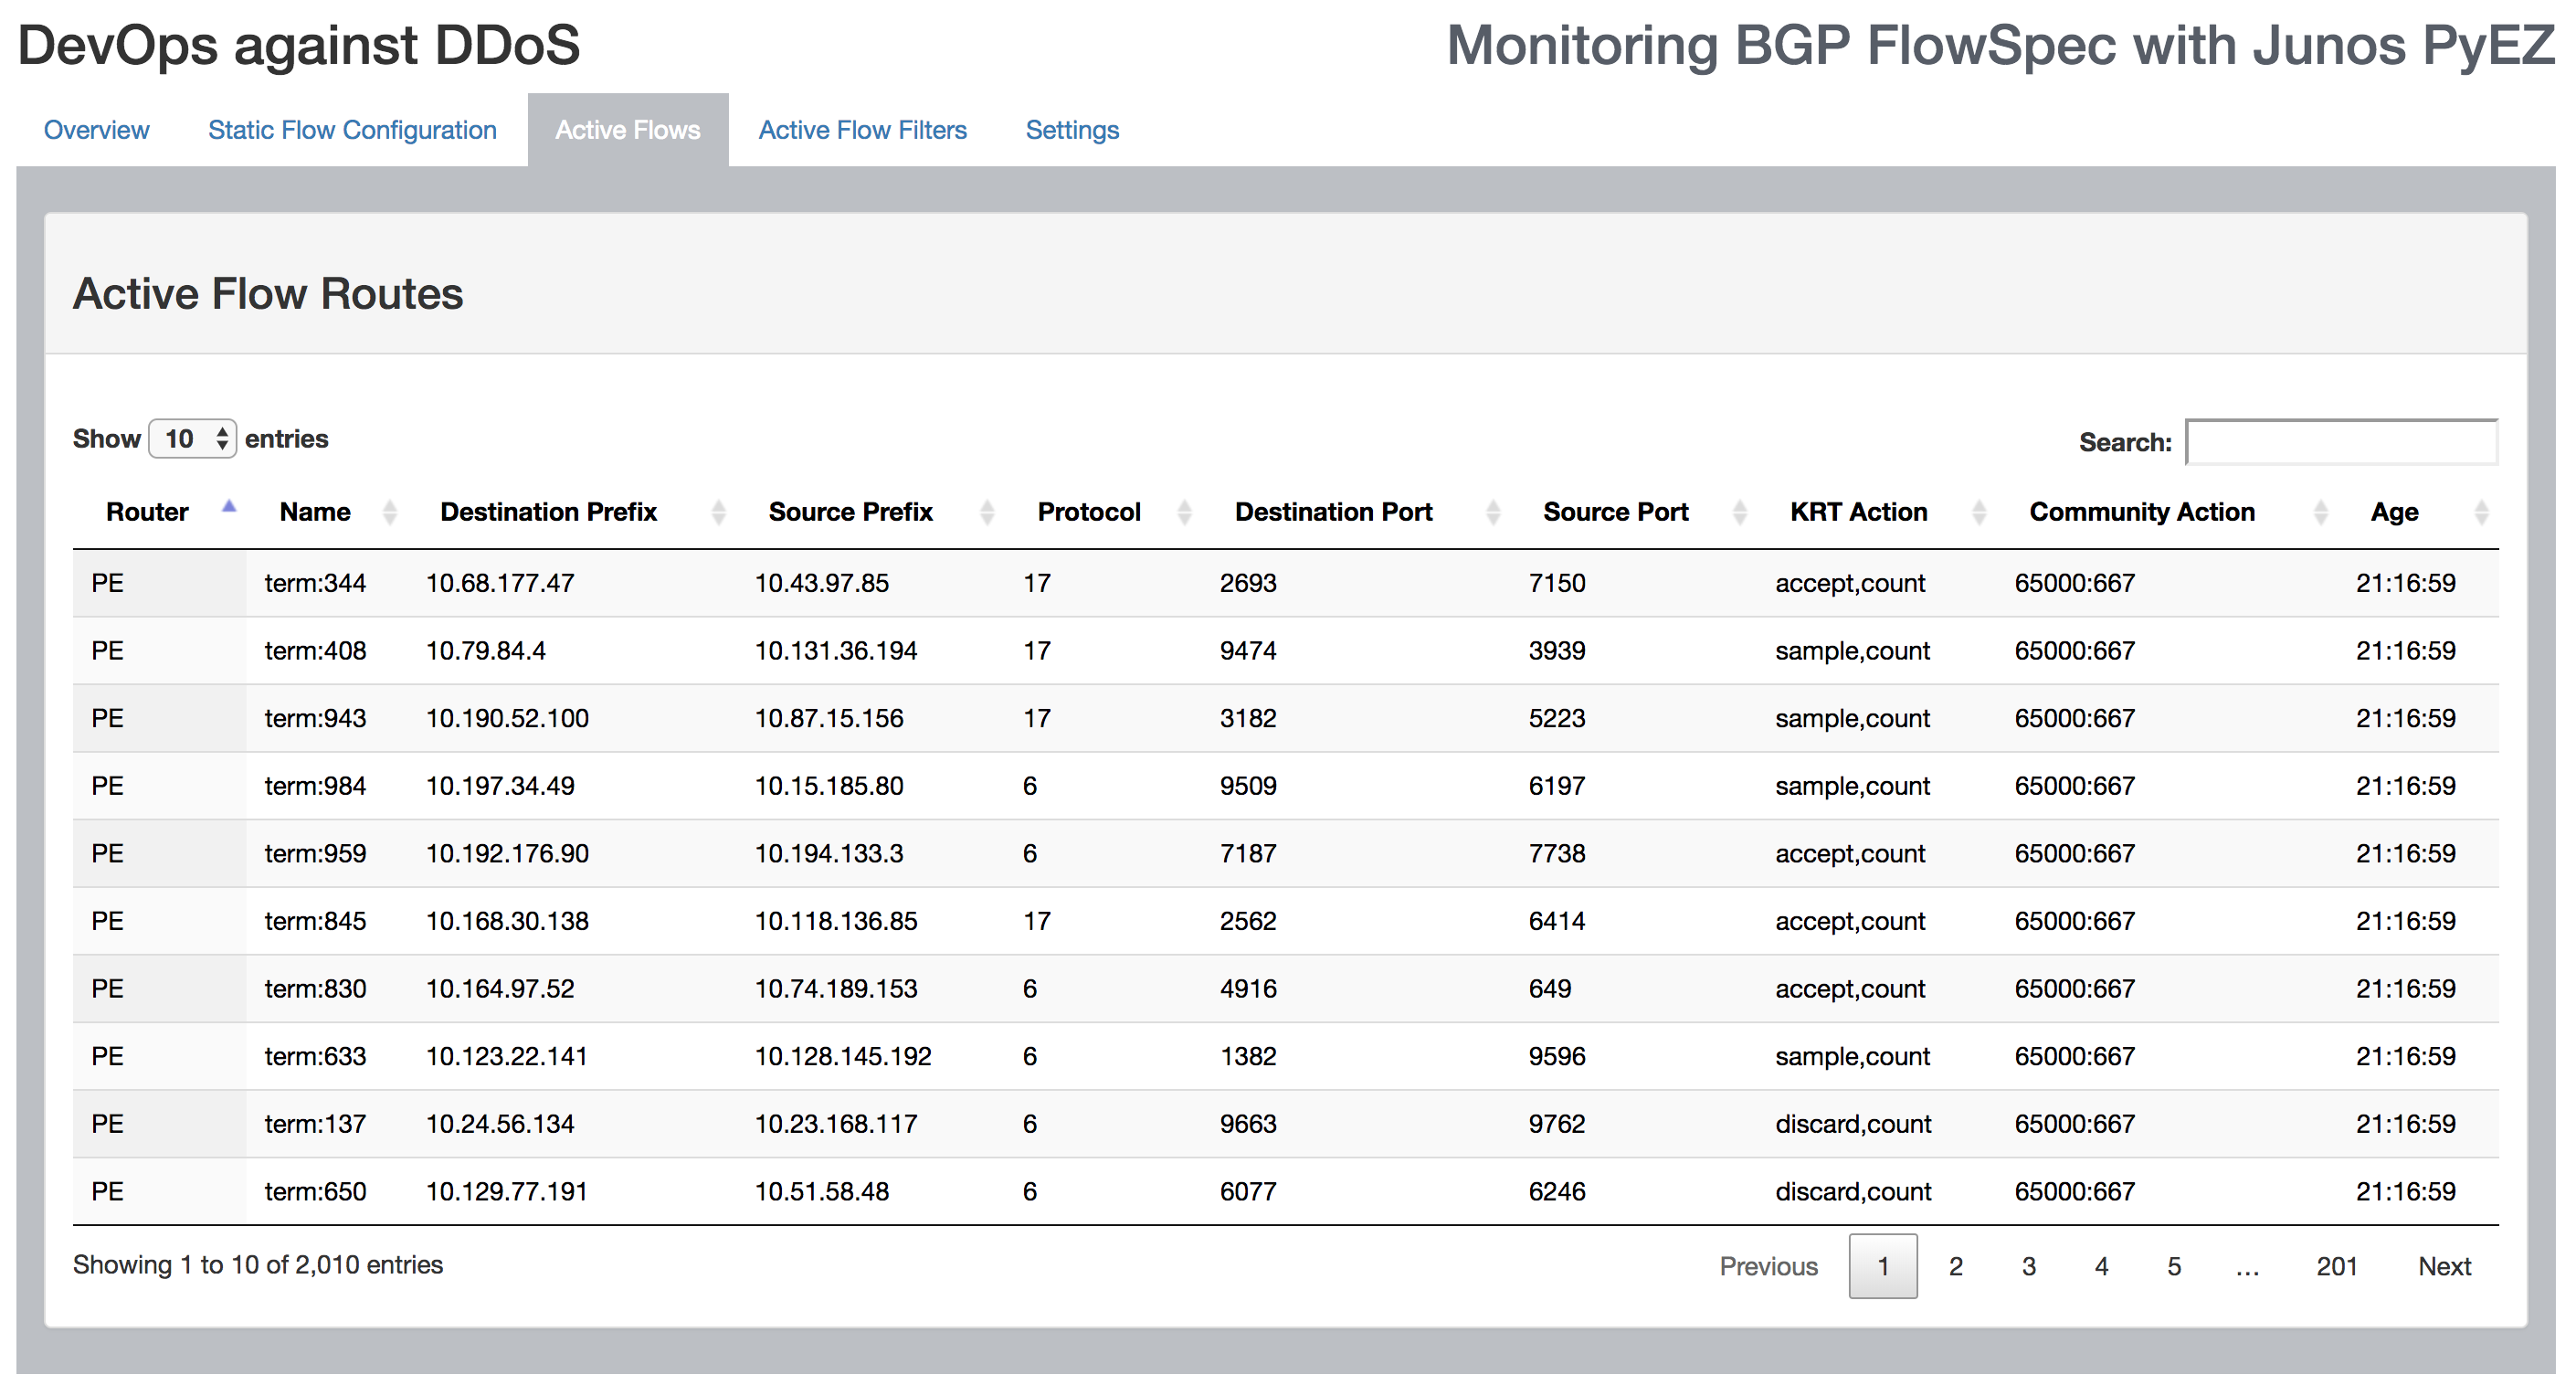 DevOps against DDoS Monitoring BGP FlowSpec with Junos PyEZ
Overview Static Flow Configuration Active Flows Active Flow Filters Settings
Active Flow Routes
Show 10 entries Search:
Router Name Destination Prefix Source Prefix Protocol Destination Port Source Port KRT Action Community Action Age
PE term:344 10.68.177.47 10.43.97.85 17 2693 7150 accept,count 65000:667 21:16:59
PE term:408 10.79.84.4 10.131.36.194 17 9474 3939 sample,count 65000:667 21:16:59
PE term:943 10.190.52.100 10.87.15.156 17 3182 5223 sample,count 65000:667 21:16:59
PE term:984 10.197.34.49 10.15.185.80 6 9509 6197 sample,count 65000:667 21:16:59
PE term:959 10.192.176.90 10.194.133.3 6 7187 7738 accept,count 65000:667 21:16:59
PE term:845 10.168.30.138 10.118.136.85 17 2562 6414 accept,count 65000:667 21:16:59
PE term:830 10.164.97.52 10.74.189.153 6 4916 649 accept,count 65000:667 21:16:59
PE term:633 10.123.22.141 10.128.145.192 6 1382 9596 sample,count 65000:667 21:16:59
PE term:137 10.24.56.134 10.23.168.117 6 9663 9762 discard,count 65000:667 21:16:59
PE term:650 10.129.77.191 10.51.58.48 6 6077 6246 discard,count 65000:667 21:16:59
Showing 1 to 10 of 2,010 entries Previous 1 2 3 4 5 ... 201 Next